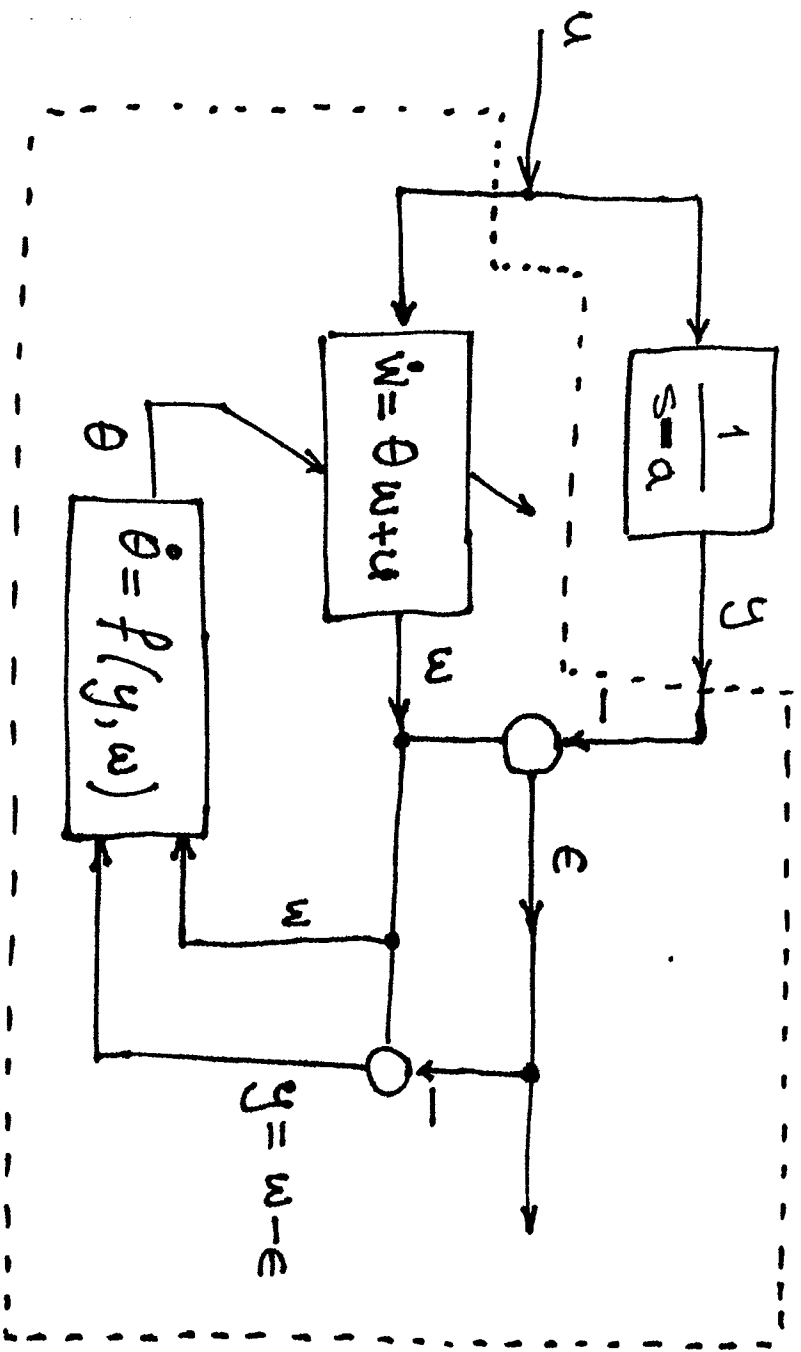 u
1
s-a
y
-
ẇ = θw+u
w
ε
θ
θ̇ = f(y, w)
w
-
y = w-ε